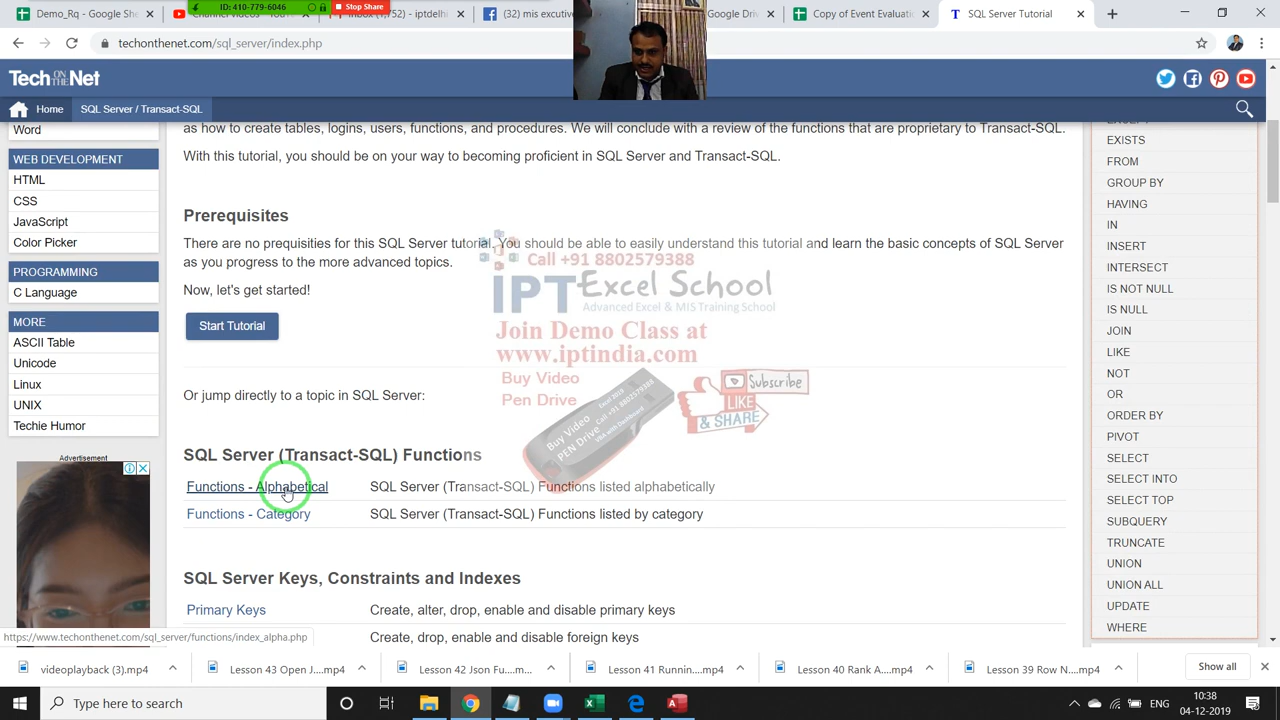 Demo_Rq - Google She
Channel videos - YouT
Inbox (1,752) - iptdelhi
(32) mis excutive
Google Driv
Copy of Event Evaluati
SQL Server Tutorial
ID: 410-779-6046
Stop Share
techonthenet.com/sql_server/index.php
Tech ON THE Net
Home
SQL Server / Transact-SQL
Word
WEB DEVELOPMENT
HTML
CSS
JavaScript
Color Picker
PROGRAMMING
C Language
MORE
ASCII Table
Unicode
Linux
UNIX
Techie Humor
Advertisement
as how to create tables, logins, users, functions, and procedures. We will conclude with a review of the functions that are proprietary to Transact-SQL.
With this tutorial, you should be on your way to becoming proficient in SQL Server and Transact-SQL.
Prerequisites
There are no prequisities for this SQL Server tutorial. You should be able to easily understand this tutorial and learn the basic concepts of SQL Server
as you progress to the more advanced topics.
Now, let's get started!
Start Tutorial
Or jump directly to a topic in SQL Server:
SQL Server (Transact-SQL) Functions
Functions - Alphabetical SQL Server (Transact-SQL) Functions listed alphabetically
Functions - Category SQL Server (Transact-SQL) Functions listed by category
SQL Server Keys, Constraints and Indexes
Primary Keys Create, alter, drop, enable and disable primary keys
Create, drop, enable and disable foreign keys
Call +91 8802579388
IPT Excel School
Advanced Excel & MIS Training School
Join Demo Class at
www.iptindia.com
Buy Video
Pen Drive
Subscribe
LIKE
& SHARE
EXCEPT
EXISTS
FROM
GROUP BY
HAVING
IN
INSERT
INTERSECT
IS NOT NULL
IS NULL
JOIN
LIKE
NOT
OR
ORDER BY
PIVOT
SELECT
SELECT INTO
SELECT TOP
SUBQUERY
TRUNCATE
UNION
UNION ALL
UPDATE
WHERE
https://www.techonthenet.com/sql_server/functions/index_alpha.php
videoplayback (3).mp4
Lesson 43 Open J....mp4
Lesson 42 Json Fu....mp4
Lesson 41 Runnin....mp4
Lesson 40 Rank A....mp4
Lesson 39 Row N....mp4
Show all
Type here to search
ENG
10:38
04-12-2019